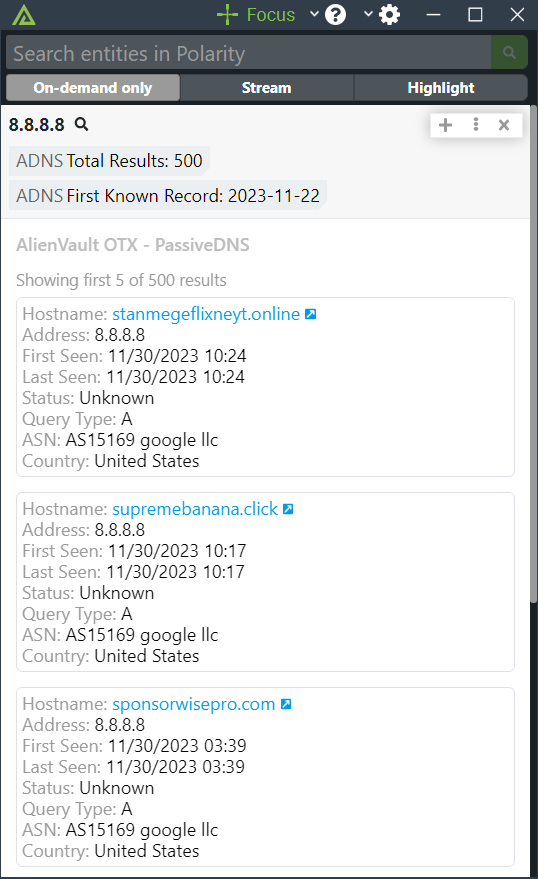 Focus
Search entities in Polarity
On-demand only Stream Highlight
8.8.8.8
ADNS Total Results: 500
ADNS First Known Record: 2023-11-22
AlienVault OTX - PassiveDNS
Showing first 5 of 500 results
Hostname: stanmegeflixneyt.online
Address: 8.8.8.8
First Seen: 11/30/2023 10:24
Last Seen: 11/30/2023 10:24
Status: Unknown
Query Type: A
ASN: AS15169 google llc
Country: United States
Hostname: supremebanana.click
Address: 8.8.8.8
First Seen: 11/30/2023 10:17
Last Seen: 11/30/2023 10:17
Status: Unknown
Query Type: A
ASN: AS15169 google llc
Country: United States
Hostname: sponsorwisepro.com
Address: 8.8.8.8
First Seen: 11/30/2023 03:39
Last Seen: 11/30/2023 03:39
Status: Unknown
Query Type: A
ASN: AS15169 google llc
Country: United States